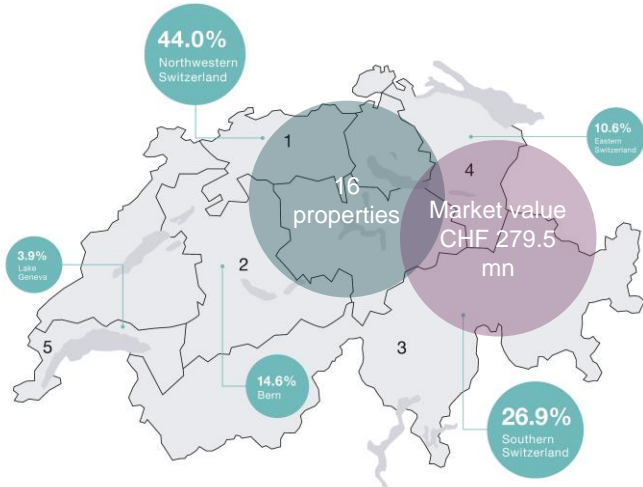 44.0%
Northwestern
Switzerland
10.6%
Eastern
Switzerland
1
4
16
properties
Market value
CHF 279.5
mn
3.9%
Lake
Geneva
2
5
3
14.6%
Bern
26.9%
Southern
Switzerland